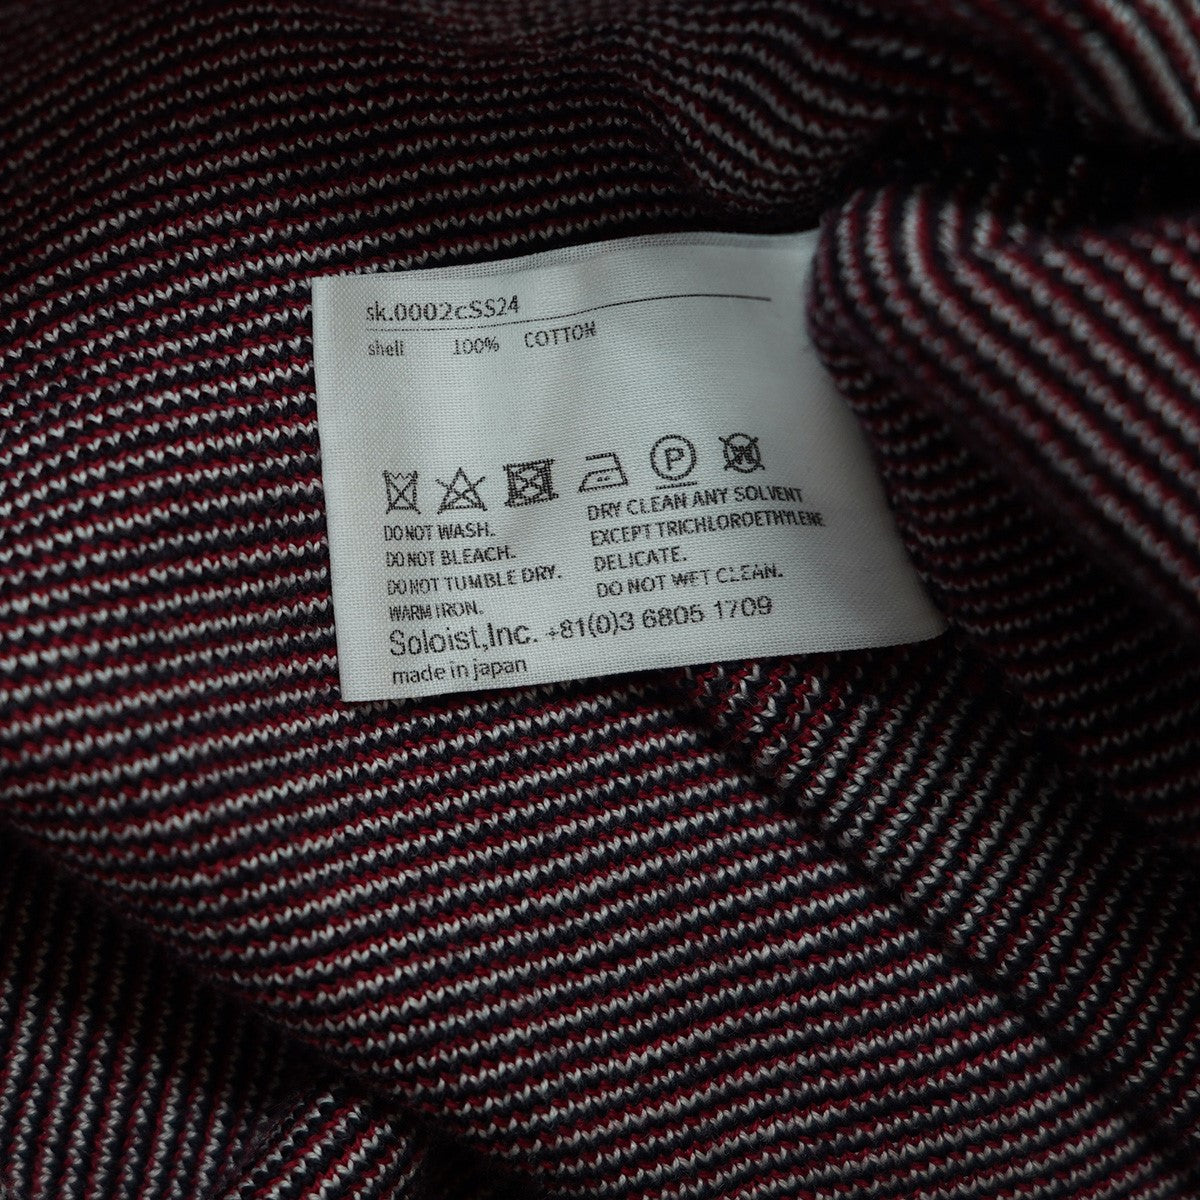 sk.0002cSS24
shell 100% COTTON
P W
DO NOT WASH.
DO NOT BLEACH.
DO NOT TUMBLE DRY.
WARM IRON.
DRY CLEAN ANY SOLVENT
EXCEPT TRICHLOROETHYLENE
DELICATE.
DO NOT WET CLEAN.
Soloist,Inc. +81(0)3 6805 1709
made in japan